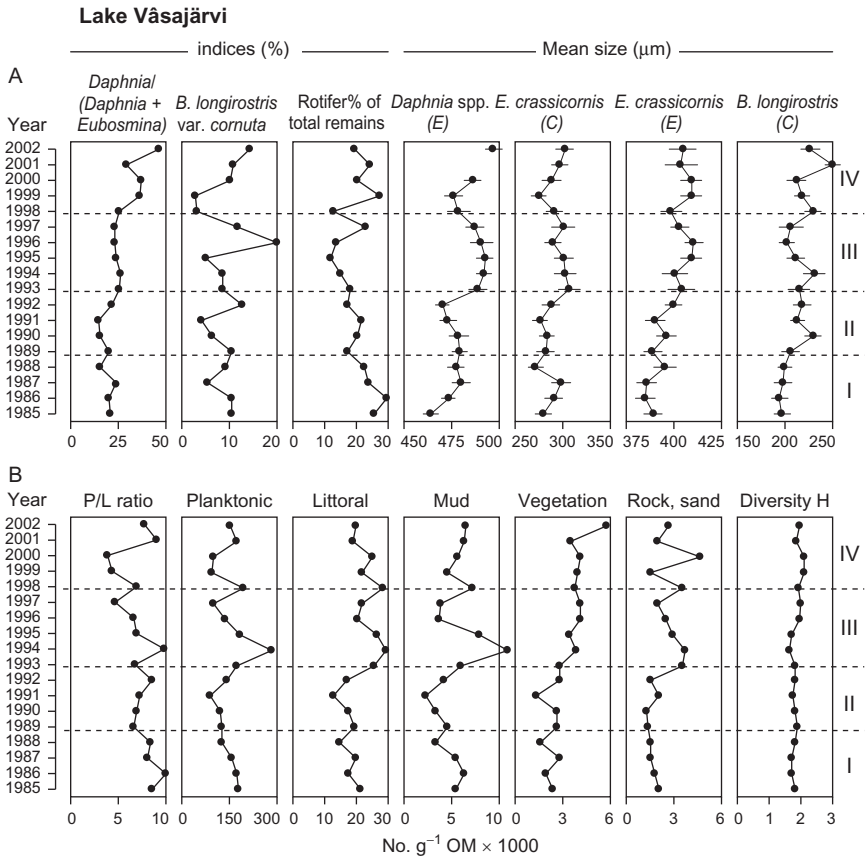 Lake Vâsajärvi
indices (%) Mean size (μm)
A
Daphnia/ (Daphnia + Eubosmina)
B. longirostris var. cornuta
Rotifer% of total remains
Daphnia spp. (E)
E. crassicornis (C)
E. crassicornis (E)
B. longirostris (C)
Year
2002
2001
2000
1999
1998
1997
1996
1995
1994
1993
1992
1991
1990
1989
1988
1987
1986
1985
IV
III
II
I
0 25 50 0 10 20 0 10 20 30 450 475 500 250 300 350 375 400 425 150 200 250
B
Year P/L ratio Planktonic Littoral Mud Vegetation Rock, sand Diversity H
2002
2001
2000
1999
1998
1997
1996
1995
1994
1993
1992
1991
1990
1989
1988
1987
1986
1985
IV
III
II
I
0 5 10 0 150 300 0 10 20 30 0 5 10 0 3 6 0 3 6 0 1 2 3
No. g⁻¹ OM × 1000